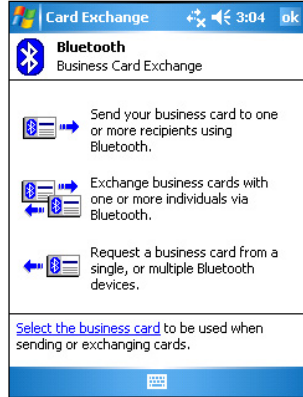 Card Exchange 3:04 ok
Bluetooth
Business Card Exchange
Send your business card to one
or more recipients using
Bluetooth.
Exchange business cards with
one or more individuals via
Bluetooth.
Request a business card from a
single, or multiple Bluetooth
devices.
Select the business card to be used when
sending or exchanging cards.